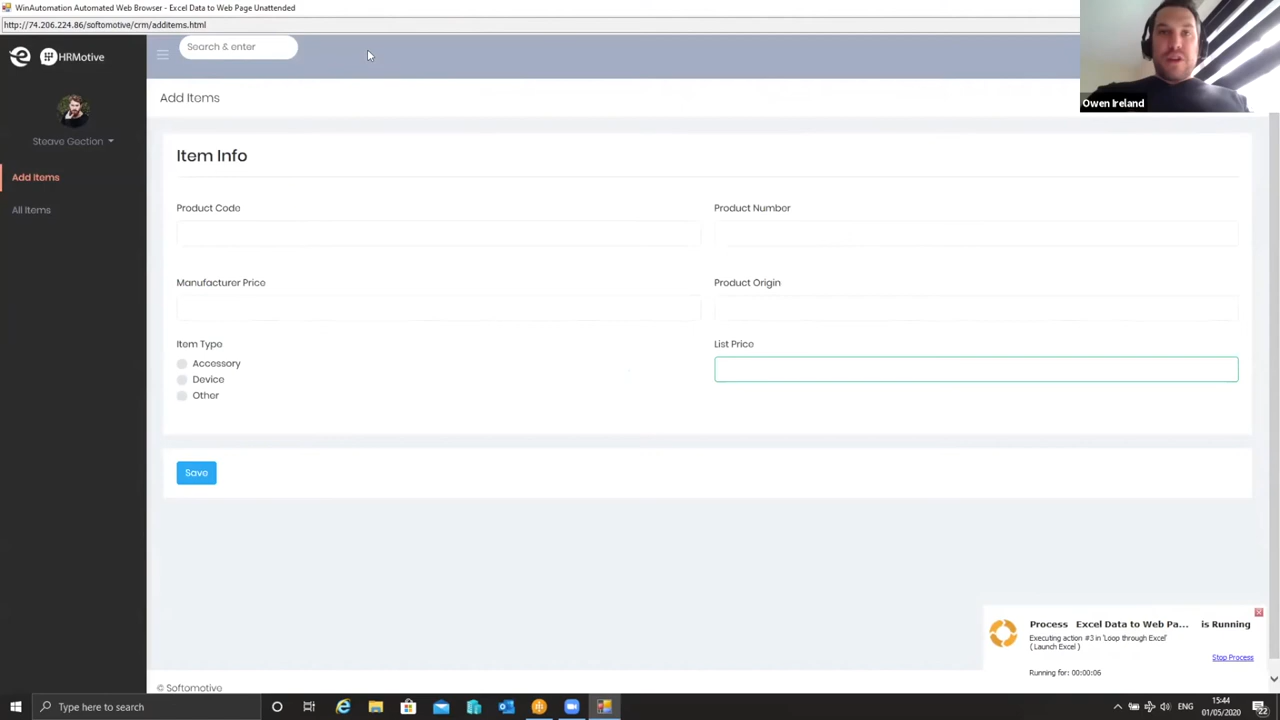 WinAutomation Automated Web Browser - Excel Data to Web Page Unattended
http://74.206.224.86/softomotive/crm/additems.html
HRMotive
Search & enter
Owen Ireland
Steave Gection
Add Items
Add Items
All Items
Item Info
Product Code
Product Number
Manufacturer Price
Product Origin
Item Type
List Price
Accessory
Device
Other
Save
Process Excel Data to Web Pa... is Running
Executing action #3 in 'Loop through Excel'
( Launch Excel )
Stop Process
Running for: 00:00:06
© Softomotive
Type here to search
ENG
15:44
01/05/2020
22